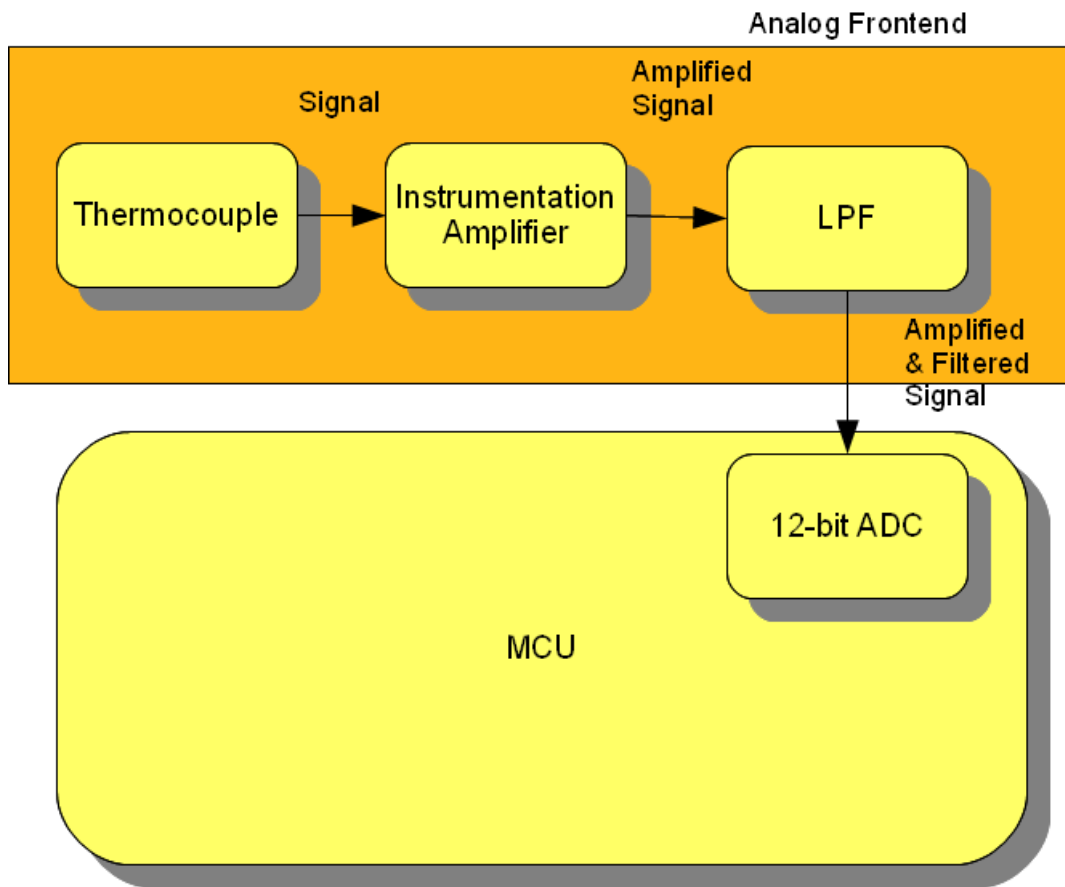 Analog Frontend
Signal
Amplified
Signal
Thermocouple
Instrumentation
Amplifier
LPF
Amplified
& Filtered
Signal
12-bit ADC
MCU